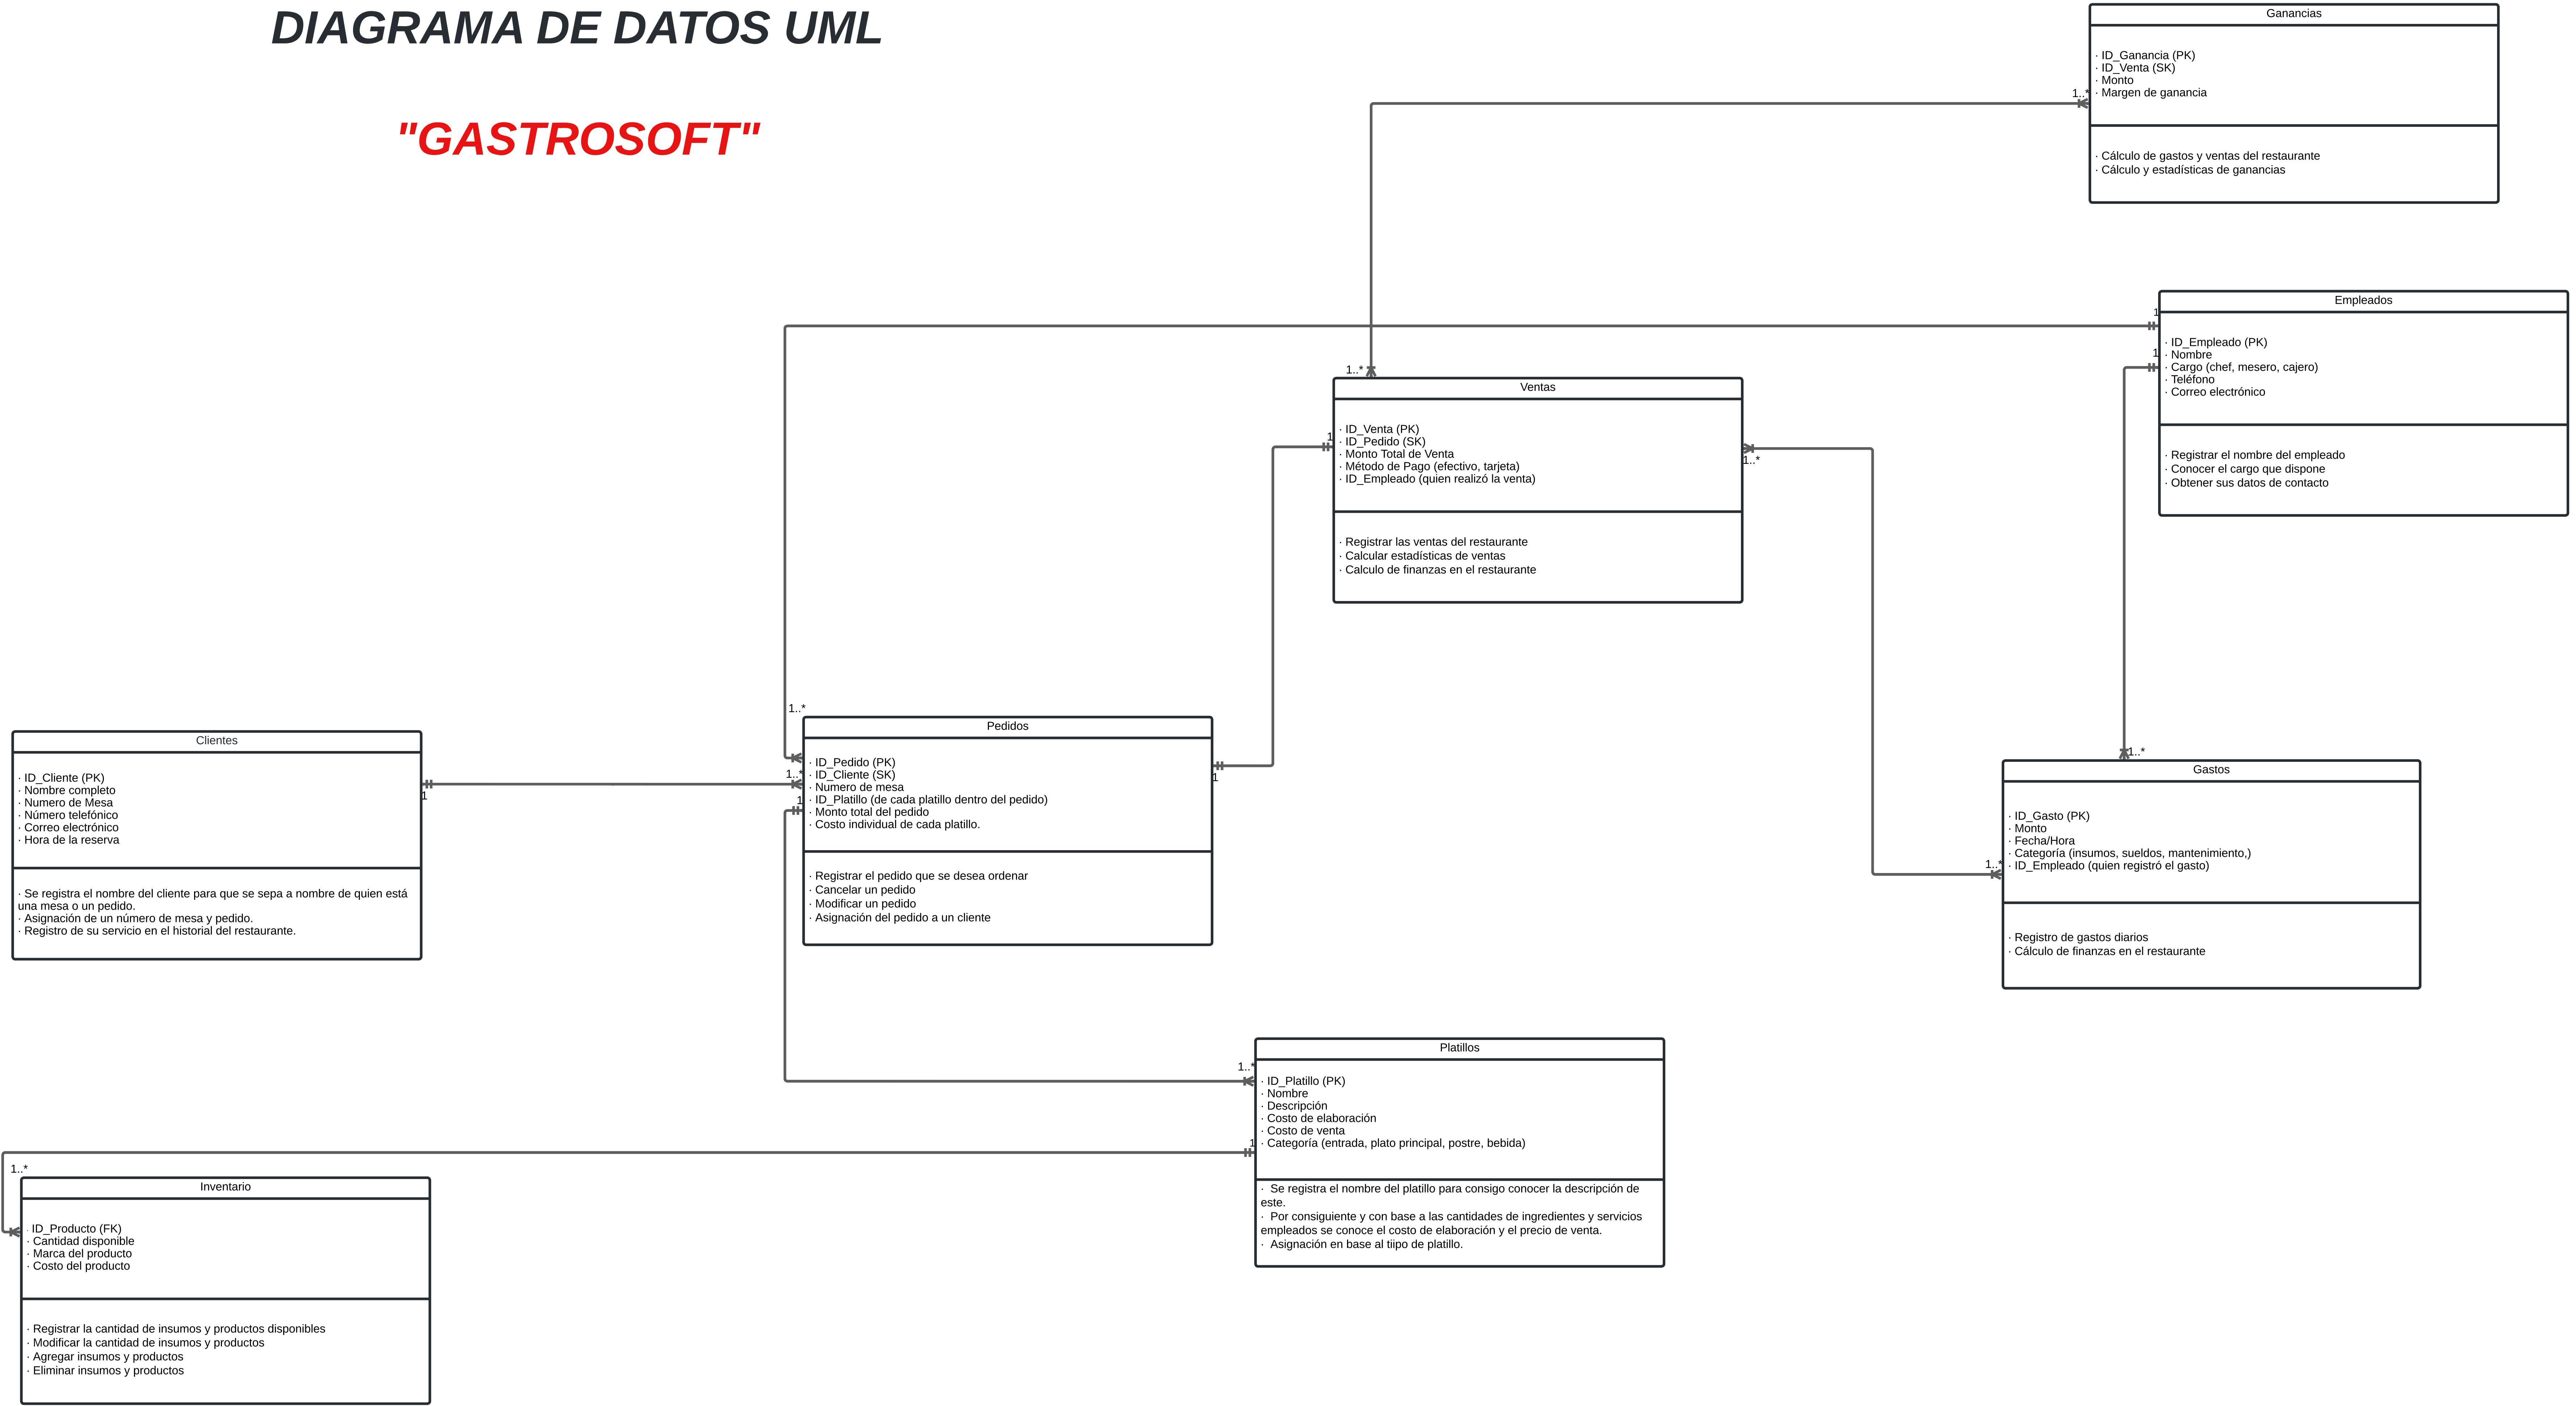 DIAGRAMA DE DATOS UML
"GASTROSOFT"
Ganancias
· ID_Ganancia (PK)
· ID_Venta (SK)
· Monto
· Margen de ganancia
1..*
· Cálculo de gastos y ventas del restaurante
· Cálculo y estadísticas de ganancias
Empleados
1
· ID_Empleado (PK)
· Nombre
1
· Cargo (chef, mesero, cajero)
· Teléfono
· Correo electrónico
· Registrar el nombre del empleado
· Conocer el cargo que dispone
· Obtener sus datos de contacto
1..*
Ventas
· ID_Venta (PK)
1
· ID_Pedido (SK)
· Monto Total de Venta
1..*
· Método de Pago (efectivo, tarjeta)
· ID_Empleado (quien realizó la venta)
· Registrar las ventas del restaurante
· Calcular estadísticas de ventas
· Calculo de finanzas en el restaurante
Clientes
· ID_Cliente (PK)
· Nombre completo
· Numero de Mesa
1
· Número telefónico
· Correo electrónico
· Hora de la reserva
· Se registra el nombre del cliente para que se sepa a nombre de quien está
una mesa o un pedido.
· Asignación de un número de mesa y pedido.
· Registro de su servicio en el historial del restaurante.
1..*
Pedidos
· ID_Pedido (PK)
1..*
· ID_Cliente (SK)
1
· Numero de mesa
1
· ID_Platillo (de cada platillo dentro del pedido)
· Monto total del pedido
· Costo individual de cada platillo.
· Registrar el pedido que se desea ordenar
· Cancelar un pedido
· Modificar un pedido
· Asignación del pedido a un cliente
1..*
Gastos
· ID_Gasto (PK)
· Monto
· Fecha/Hora
· Categoría (insumos, sueldos, mantenimiento,)
1..*
· ID_Empleado (quien registró el gasto)
· Registro de gastos diarios
· Cálculo de finanzas en el restaurante
Platillos
1..*
· ID_Platillo (PK)
· Nombre
· Descripción
· Costo de elaboración
· Costo de venta
1
· Categoría (entrada, plato principal, postre, bebida)
· Se registra el nombre del platillo para consigo conocer la descripción de
este.
· Por consiguiente y con base a las cantidades de ingredientes y servicios
empleados se conoce el costo de elaboración y el precio de venta.
· Asignación en base al tiipo de platillo.
1..*
Inventario
· ID_Producto (FK)
· Cantidad disponible
· Marca del producto
· Costo del producto
· Registrar la cantidad de insumos y productos disponibles
· Modificar la cantidad de insumos y productos
· Agregar insumos y productos
· Eliminar insumos y productos